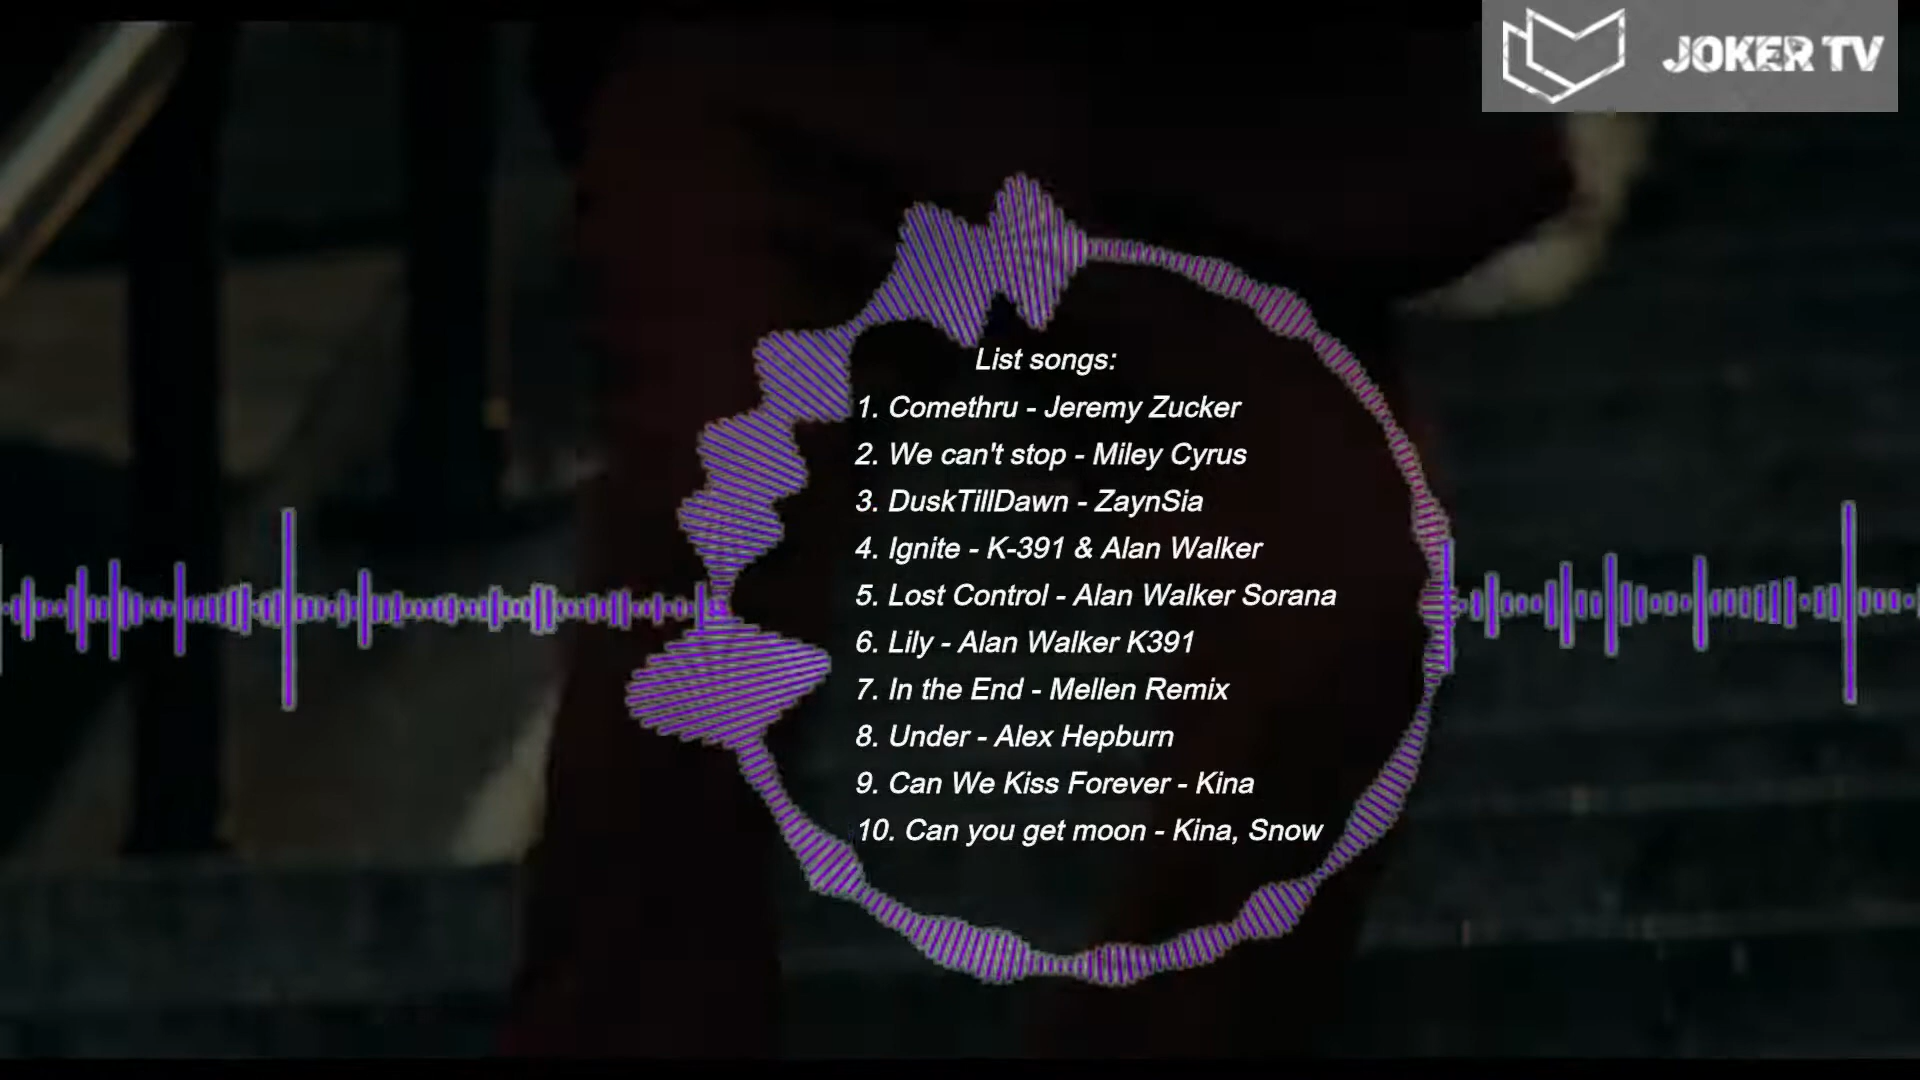 JOKER TV
List songs:
1. Comethru - Jeremy Zucker
2. We can't stop - Miley Cyrus
3. DuskTillDawn - ZaynSia
4. Ignite - K-391 & Alan Walker
5. Lost Control - Alan Walker Sorana
6. Lily - Alan Walker K391
7. In the End - Mellen Remix
8. Under - Alex Hepburn
9. Can We Kiss Forever - Kina
10. Can you get moon - Kina, Snow